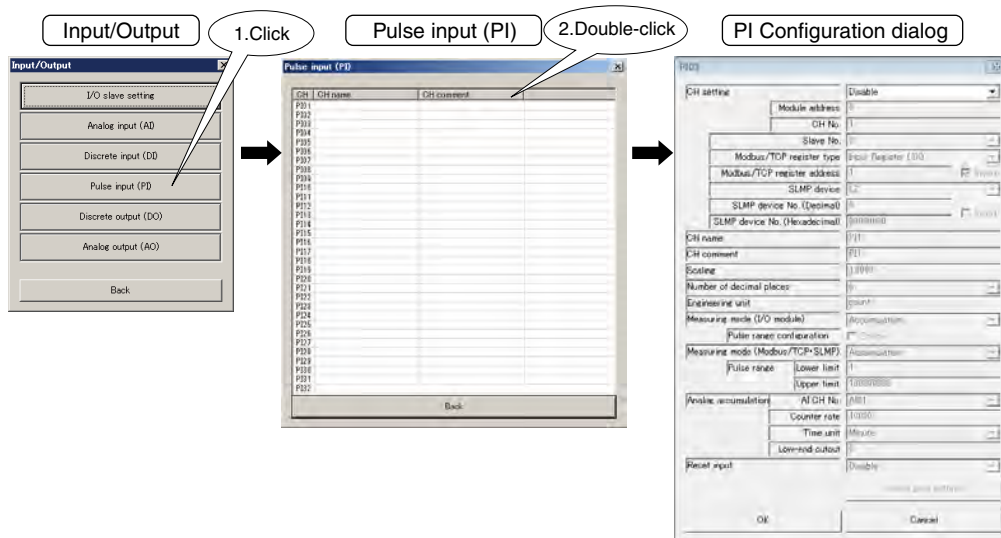 Input/Output
1.Click
Pulse input (PI)
2.Double-click
PI Configuration dialog
Input/Output
I/O slave setting
Analog input (AI)
Discrete input (DI)
Pulse input (PI)
Discrete output (DO)
Analog output (AO)
Back
Pulse input (PI)
CH CH name CH comment
PI01
PI02
PI03
PI04
PI05
PI06
PI07
PI08
PI09
PI10
PI11
PI12
PI13
PI14
PI15
PI16
PI17
PI18
PI19
PI20
PI21
PI22
PI23
PI24
PI25
PI26
PI27
PI28
PI29
PI30
PI31
PI32
Back
CH setting Disable
Module address
CH No. 1
Slave No.
Modbus/TCP register type Input Register (30)
Modbus/TCP register address 1
SLMP device
SLMP device No. (Decimal)
SLMP device No. (Hexadecimal)
CH name
CH comment
Scaling
Number of decimal places
Engineering unit count
Measuring mode (I/O module) Accumulation
Pulse range configuration
Measuring mode (Modbus/TCP･SLMP) Accumulation
Pulse range Lower limit 1
Upper limit
Analog accumulation AI CH No. AI01
Counter rate
Time unit Minute
Low-end cutout
Reset input Disable
OK Cancel